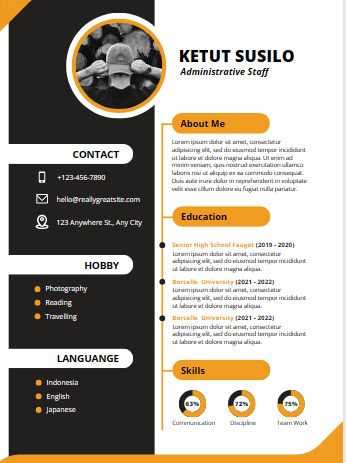 KETUT SUSILO
Administrative Staff
CONTACT
+123-456-7890
hello@reallygreatsite.com
123 Anywhere St., Any City
HOBBY
Photography
Reading
Travelling
LANGUANGE
Indonesia
English
Japanese
About Me
Lorem ipsum dolor sit amet, consectetur
adipiscing elit, sed do eiusmod tempor incididunt
ut labore et dolore magna aliqua. Ut enim ad
minim veniam, quis nostrud exercitation ullamco
laboris nisi ut aliquip ex ea commodo consequat.
Duis aute irure dolor in reprehenderit in voluptate
velit esse cillum dolore eu fugiat nulla pariatur.
Education
Senior High School Fauget (2019 - 2020)
Lorem ipsum dolor sit amet, consectetur
adipiscing elit, sed do eiusmod tempor incididunt
ut labore et dolore magna aliqua.
Borcelle University (2021 - 2022)
Lorem ipsum dolor sit amet, consectetur
adipiscing elit, sed do eiusmod tempor incididunt
ut labore et dolore magna aliqua.
Borcelle University (2021 - 2022)
Lorem ipsum dolor sit amet, consectetur
adipiscing elit, sed do eiusmod tempor incididunt
ut labore et dolore magna aliqua.
Skills
63%
72%
75%
Communication
Discipline
Team Work